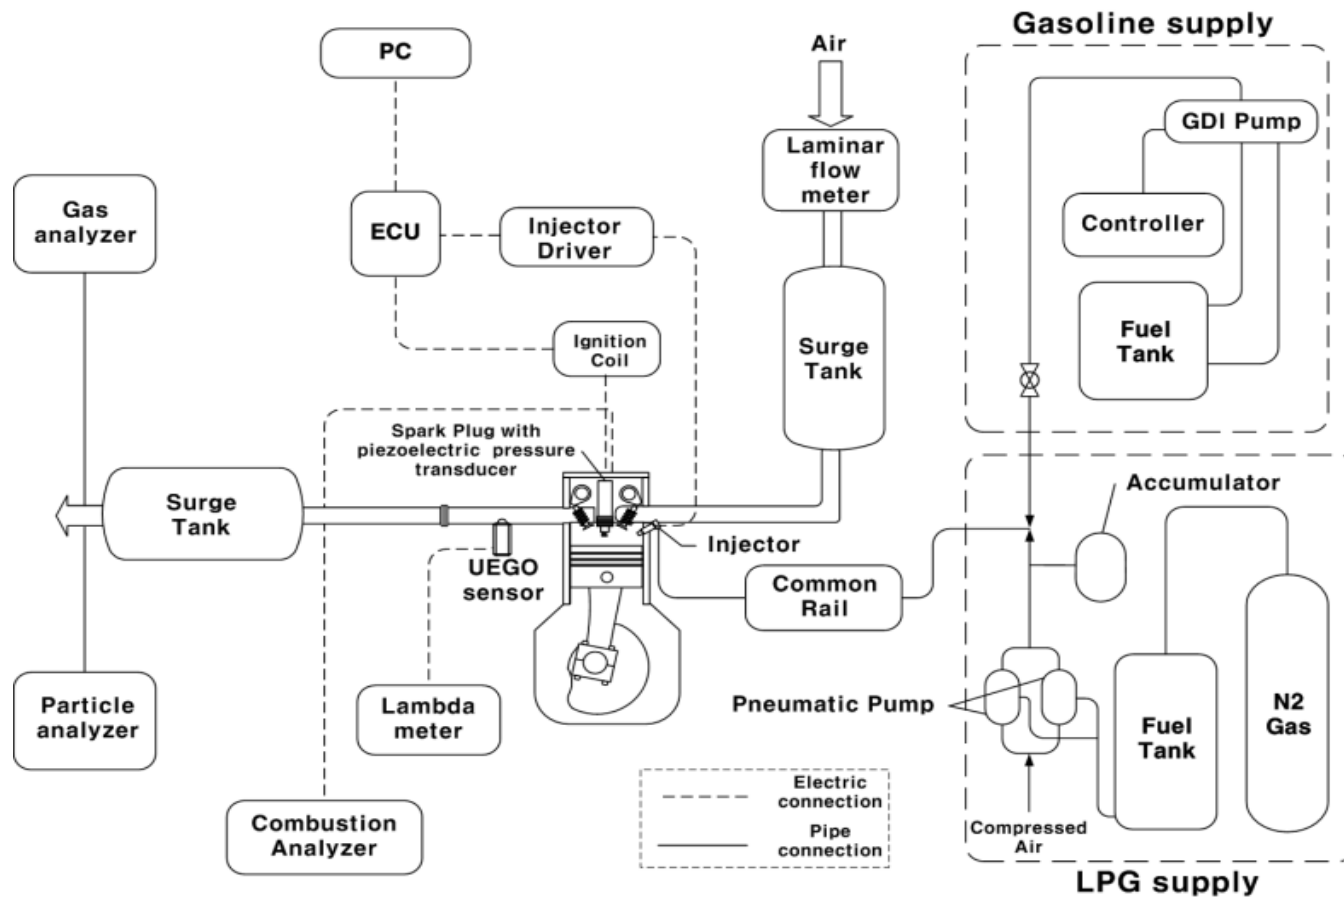 Gasoline supply
PC
Air
GDI Pump
Laminar
flow
meter
Gas
analyzer
ECU
Injector
Driver
Controller
Ignition
Coil
Surge
Tank
Fuel
Tank
Spark Plug with
piezoelectric pressure
transducer
Surge
Tank
Accumulator
Injector
UEGO
sensor
Common
Rail
Particle
analyzer
Lambda
meter
Pneumatic Pump
Fuel
Tank
N2
Gas
Electric
connection
Combustion
Analyzer
Pipe
connection
Compressed
Air
LPG supply